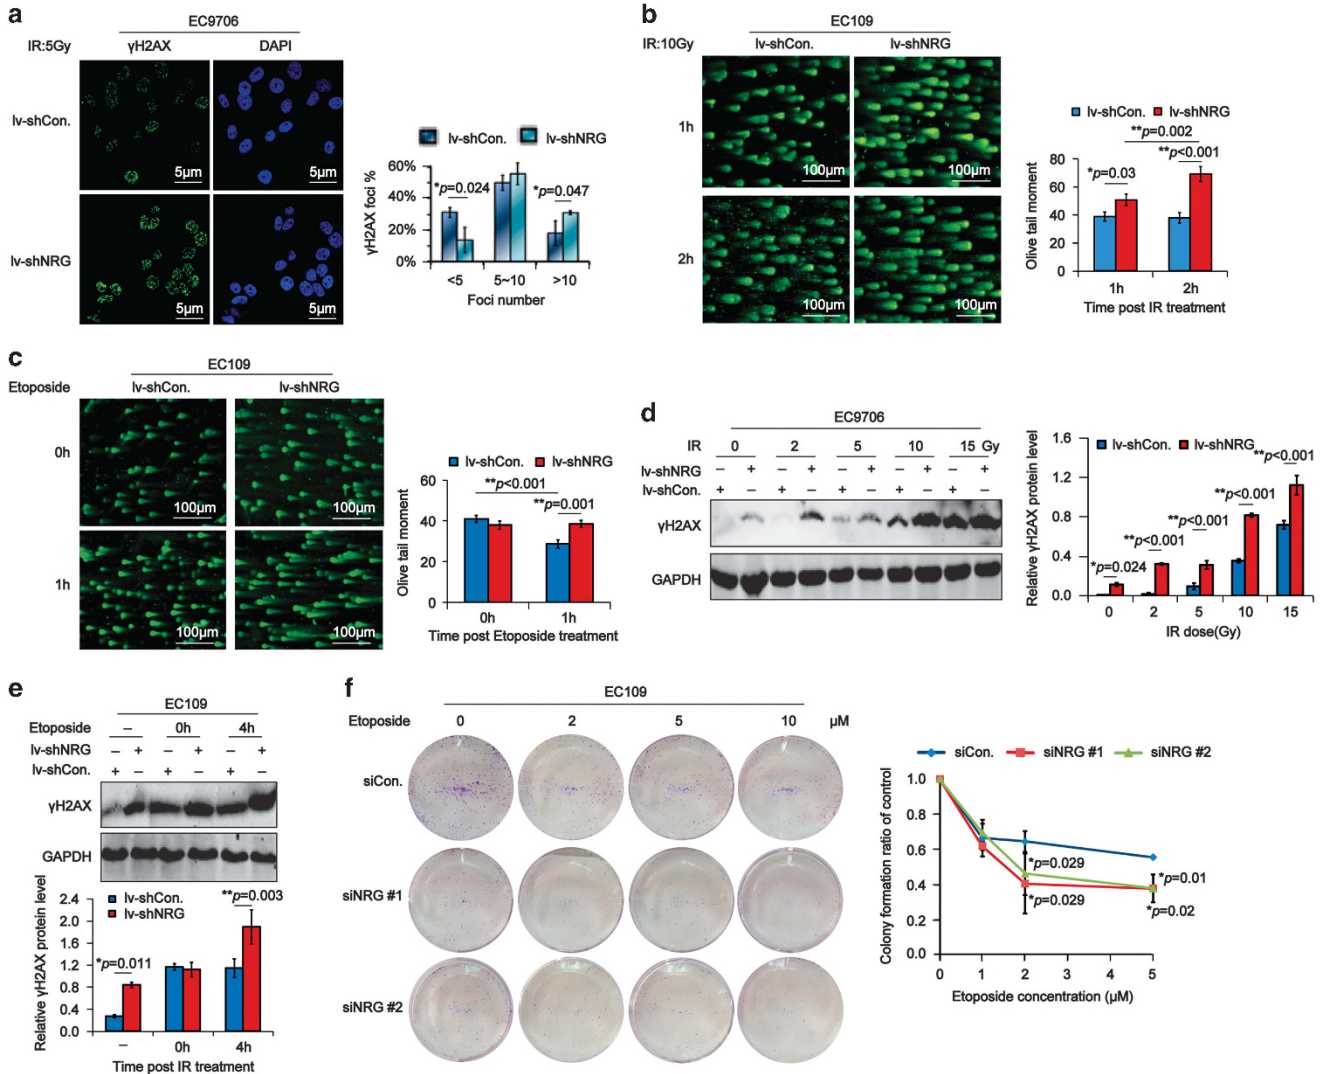 a
EC9706
IR:5Gy γH2AX DAPI
lv-shCon.
5µm 5µm
lv-shNRG
5µm 5µm
lv-shCon. lv-shNRG
60%
40%
20%
0%
γH2AX foci %
*p=0.024 *p=0.047
<5 5~10 >10
Foci number
b
EC109
IR:10Gy lv-shCon. lv-shNRG
1h
100µm 100µm
2h
100µm 100µm
lv-shCon. lv-shNRG
**p=0.002
**p<0.001
*p=0.03
80
60
40
20
0
Olive tail moment
1h 2h
Time post IR treatment
c
EC109
Etoposide lv-shCon. lv-shNRG
0h
100µm 100µm
1h
100µm 100µm
lv-shCon. lv-shNRG
**p<0.001
**p=0.001
60
40
20
0
Olive tail moment
0h 1h
Time post Etoposide treatment
d
EC9706
IR 0 2 5 10 15 Gy
lv-shNRG − + − + − + − + − +
lv-shCon. + − + − + − + − + −
γH2AX
GAPDH
lv-shCon. lv-shNRG
1.6
1.2
0.8
0.4
0.0
Relative γH2AX protein level
*p=0.024
**p<0.001
**p<0.001
**p<0.001
**p<0.001
0 2 5 10 15
IR dose(Gy)
e
EC109
Etoposide – 0h 4h
lv-shNRG − + − + − +
lv-shCon. + − + − + −
γH2AX
GAPDH
lv-shCon.
lv-shNRG
**p=0.003
*p=0.011
2.4
2.0
1.6
1.2
0.8
0.4
0.0
Relative γH2AX protein level
– 0h 4h
Time post IR treatment
f
EC109
Etoposide 0 2 5 10 µM
siCon.
siNRG #1
siNRG #2
siCon. siNRG #1 siNRG #2
1.0
0.8
0.6
0.4
0.2
0.0
Colony formation ratio of control
*p=0.029
*p=0.029
*p=0.01
*p=0.02
0 1 2 3 4 5
Etoposide concentration (µM)